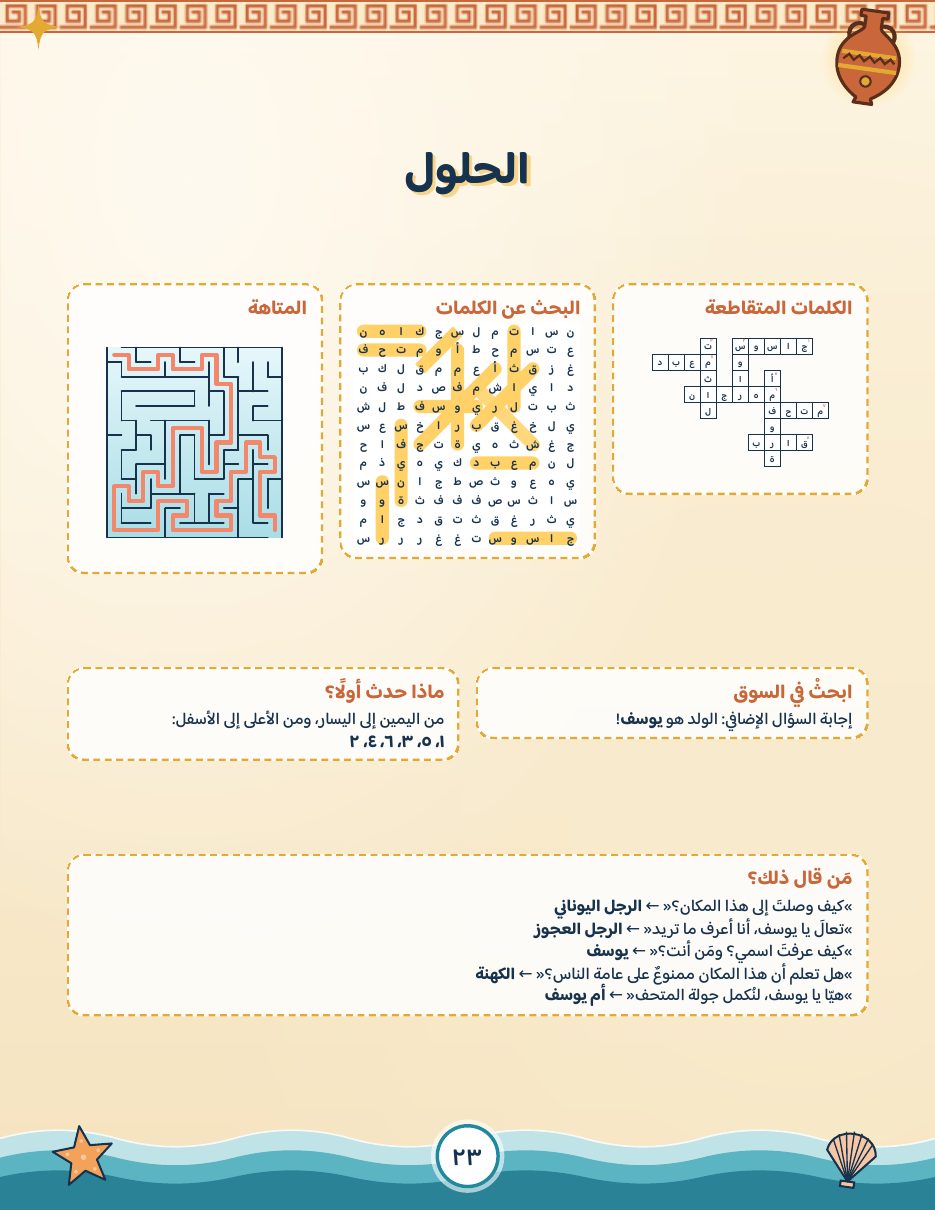 الحلول
الكلمات المتقاطعة
ج ا س و س ت
و م ع ب د
أ ا ث
م ه ر ج ا ن
م ت ح ف ل
و
ق ا ر ب
ة
البحث عن الكلمات
ن س ا ت م ل س ج ك ا ه ن
ع ت س م ح ط أ و م ت ح ف
غ ز ق ث أ ع م م ق ل ك ب
د ا ي ا ش م ف ص د ل ف ن
ث ب ت ل ر ي و س ف ط ل ش
ي ل خ غ ق ب ر ا خ س ع س
ج غ ش ث ه ي ة ت ج ف ا ح
ل ن م ع ب د ك ي ه ي ذ م
ي ه ع و ث ص ط ج ا ن س س
س ا ث س ص ف ف ف ث ة و و
ي ث ر غ ق ث ت ق د ج ا م
ج ا س و س ت غ غ ر ر ر س
المتاهة
ابحثْ في السوق
إجابة السؤال الإضافي: الولد هو يوسف!
ماذا حدث أولًا؟
من اليمين إلى اليسار، ومن الأعلى إلى الأسفل:
١، ٥، ٣، ٦، ٤، ٢
مَن قال ذلك؟
«كيف وصلتَ إلى هذا المكان؟» ← الرجل اليوناني
«تعالَ يا يوسف، أنا أعرف ما تريد» ← الرجل العجوز
«كيف عرفتَ اسمي؟ ومَن أنت؟» ← يوسف
«هل تعلم أن هذا المكان ممنوعٌ على عامة الناس؟» ← الكهنة
«هيّا يا يوسف، لنُكمل جولة المتحف» ← أم يوسف
٢٣